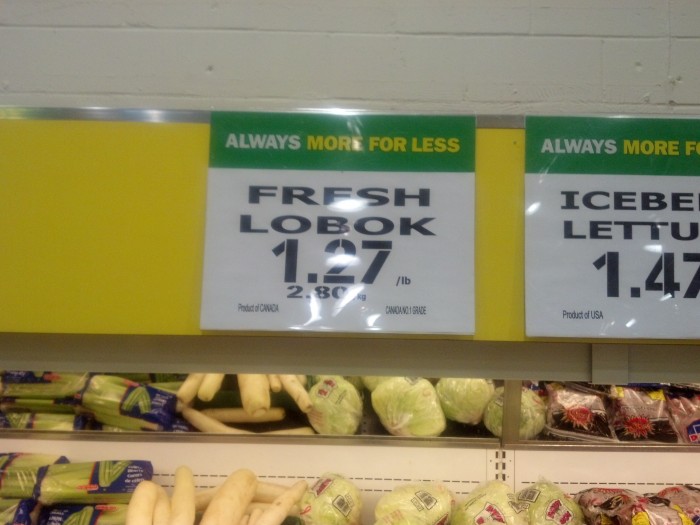 ALWAYS MORE FOR LESS
FRESH
LOBOK
1.27 /lb
2.80 kg
Product of CANADA CANADA NO.1 GRADE
ALWAYS MORE FO
ICEBE
LETTU
1.47
Product of USA